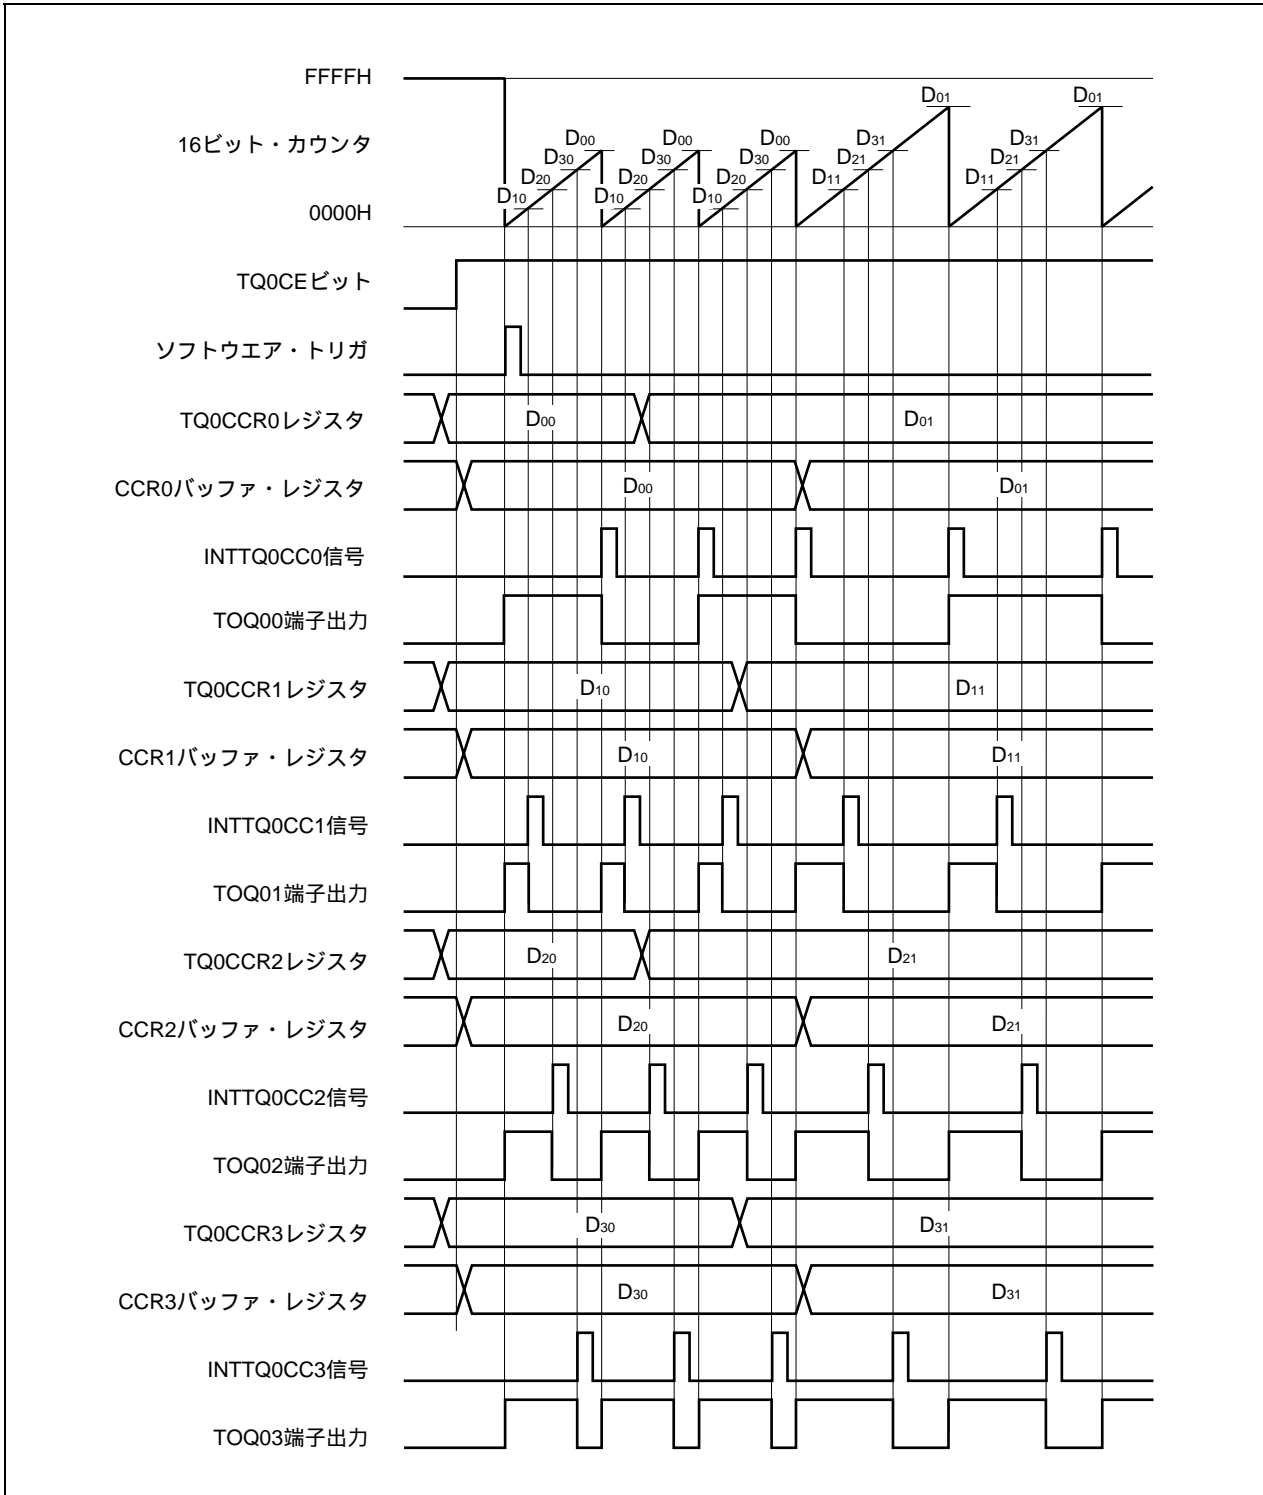 FFFFH
D01 D01
16ビット・カウンタ
D00 D00 D00 D31 D31
D30 D30 D30 D21 D21
D20 D20 D20 D11 D11
D10 D10 D10
0000H
TQ0CEビット
ソフトウエア・トリガ
TQ0CCR0レジスタ D00 D01
CCR0バッファ・レジスタ D00 D01
INTTQ0CC0信号
TOQ00端子出力
TQ0CCR1レジスタ D10 D11
CCR1バッファ・レジスタ D10 D11
INTTQ0CC1信号
TOQ01端子出力
TQ0CCR2レジスタ D20 D21
CCR2バッファ・レジスタ D20 D21
INTTQ0CC2信号
TOQ02端子出力
TQ0CCR3レジスタ D30 D31
CCR3バッファ・レジスタ D30 D31
INTTQ0CC3信号
TOQ03端子出力